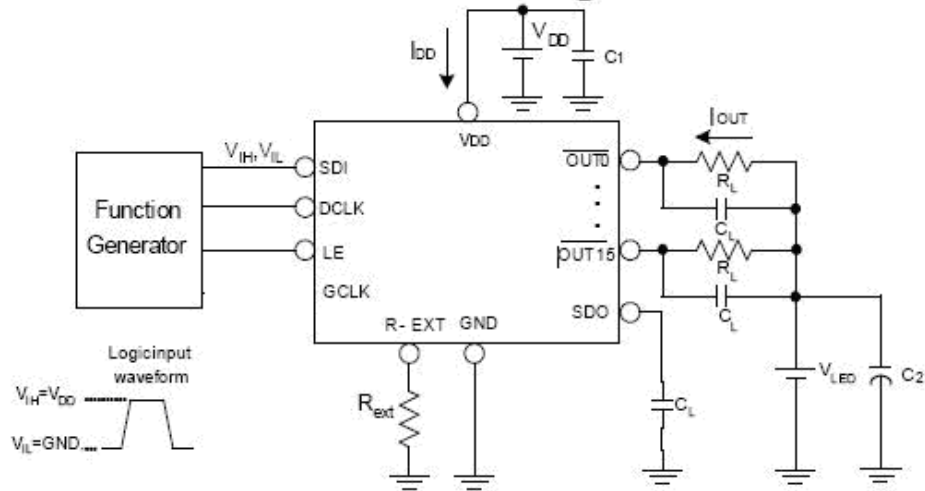 IDD
VDD
C1
VDD
IOUT
VIH,VIL
SDI
OUT0
RL
CL
Function
Generator
DCLK
LE
OUT15
RL
CL
GCLK
SDO
R-EXT GND
Logicinput
waveform
VIH=VDD
VIL=GND
Rext
CL
VLED
C2